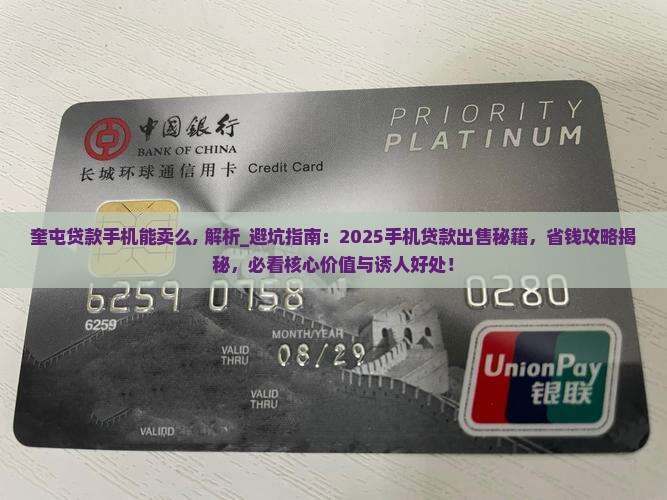 PRIORITY
PLATINUM
中国银行
BANK OF CHINA
长城环球通信用卡 Credit Card
奎屯贷款手机能卖么, 解析_避坑指南：2025手机贷款出售秘籍，省钱攻略揭
秘，必看核心价值与诱人好处！
6259 0758 0280
6259
MONTH/YEAR
VALID THRU 08/29
VALID THRU
VALID
UnionPay
银联